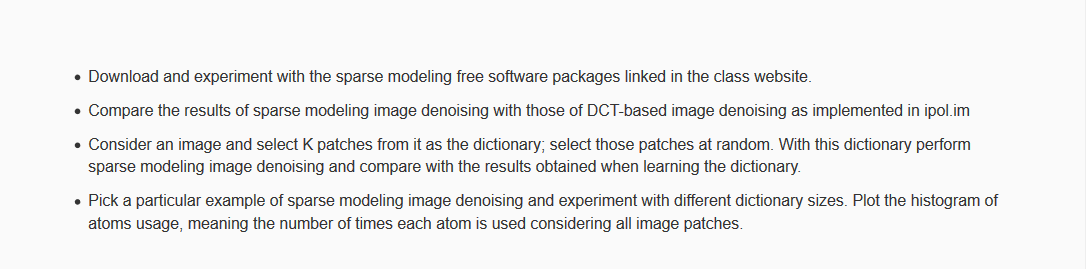 • Download and experiment with the sparse modeling free software packages linked in the class website.
• Compare the results of sparse modeling image denoising with those of DCT-based image denoising as implemented in ipol.im
• Consider an image and select K patches from it as the dictionary; select those patches at random. With this dictionary perform
sparse modeling image denoising and compare with the results obtained when learning the dictionary.
• Pick a particular example of sparse modeling image denoising and experiment with different dictionary sizes. Plot the histogram of
atoms usage, meaning the number of times each atom is used considering all image patches.